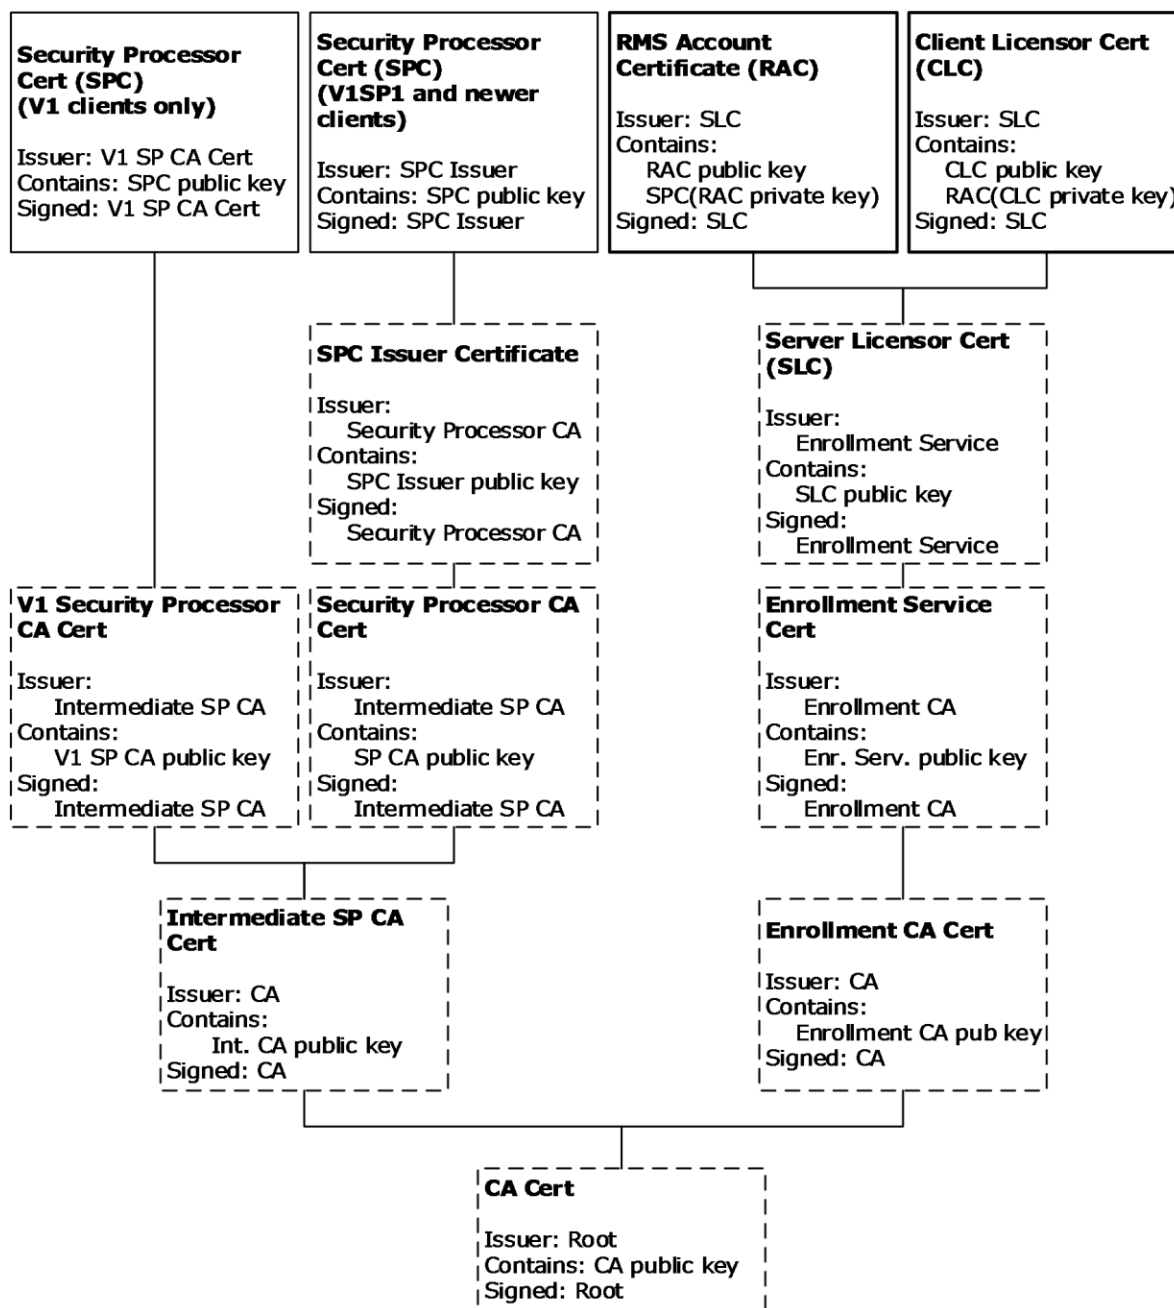 Security Processor
Cert (SPC)
(V1 clients only)
Issuer: V1 SP CA Cert
Contains: SPC public key
Signed: V1 SP CA Cert
Security Processor
Cert (SPC)
(V1SP1 and newer
clients)
Issuer: SPC Issuer
Contains: SPC public key
Signed: SPC Issuer
RMS Account
Certificate (RAC)
Issuer: SLC
Contains:
RAC public key
SPC(RAC private key)
Signed: SLC
Client Licensor Cert
(CLC)
Issuer: SLC
Contains:
CLC public key
RAC(CLC private key)
Signed: SLC
SPC Issuer Certificate
Issuer:
Security Processor CA
Contains:
SPC Issuer public key
Signed:
Security Processor CA
Server Licensor Cert
(SLC)
Issuer:
Enrollment Service
Contains:
SLC public key
Signed:
Enrollment Service
V1 Security Processor
CA Cert
Issuer:
Intermediate SP CA
Contains:
V1 SP CA public key
Signed:
Intermediate SP CA
Security Processor CA
Cert
Issuer:
Intermediate SP CA
Contains:
SP CA public key
Signed:
Intermediate SP CA
Enrollment Service
Cert
Issuer:
Enrollment CA
Contains:
Enr. Serv. public key
Signed:
Enrollment CA
Intermediate SP CA
Cert
Issuer: CA
Contains:
Int. CA public key
Signed: CA
Enrollment CA Cert
Issuer: CA
Contains:
Enrollment CA pub key
Signed: CA
CA Cert
Issuer: Root
Contains: CA public key
Signed: Root